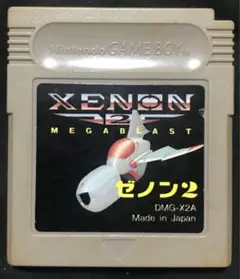 Nintendo GAME BOY
XENON
2
MEGABLAST
ゼノン2
DMG-X2A
Made in Japan